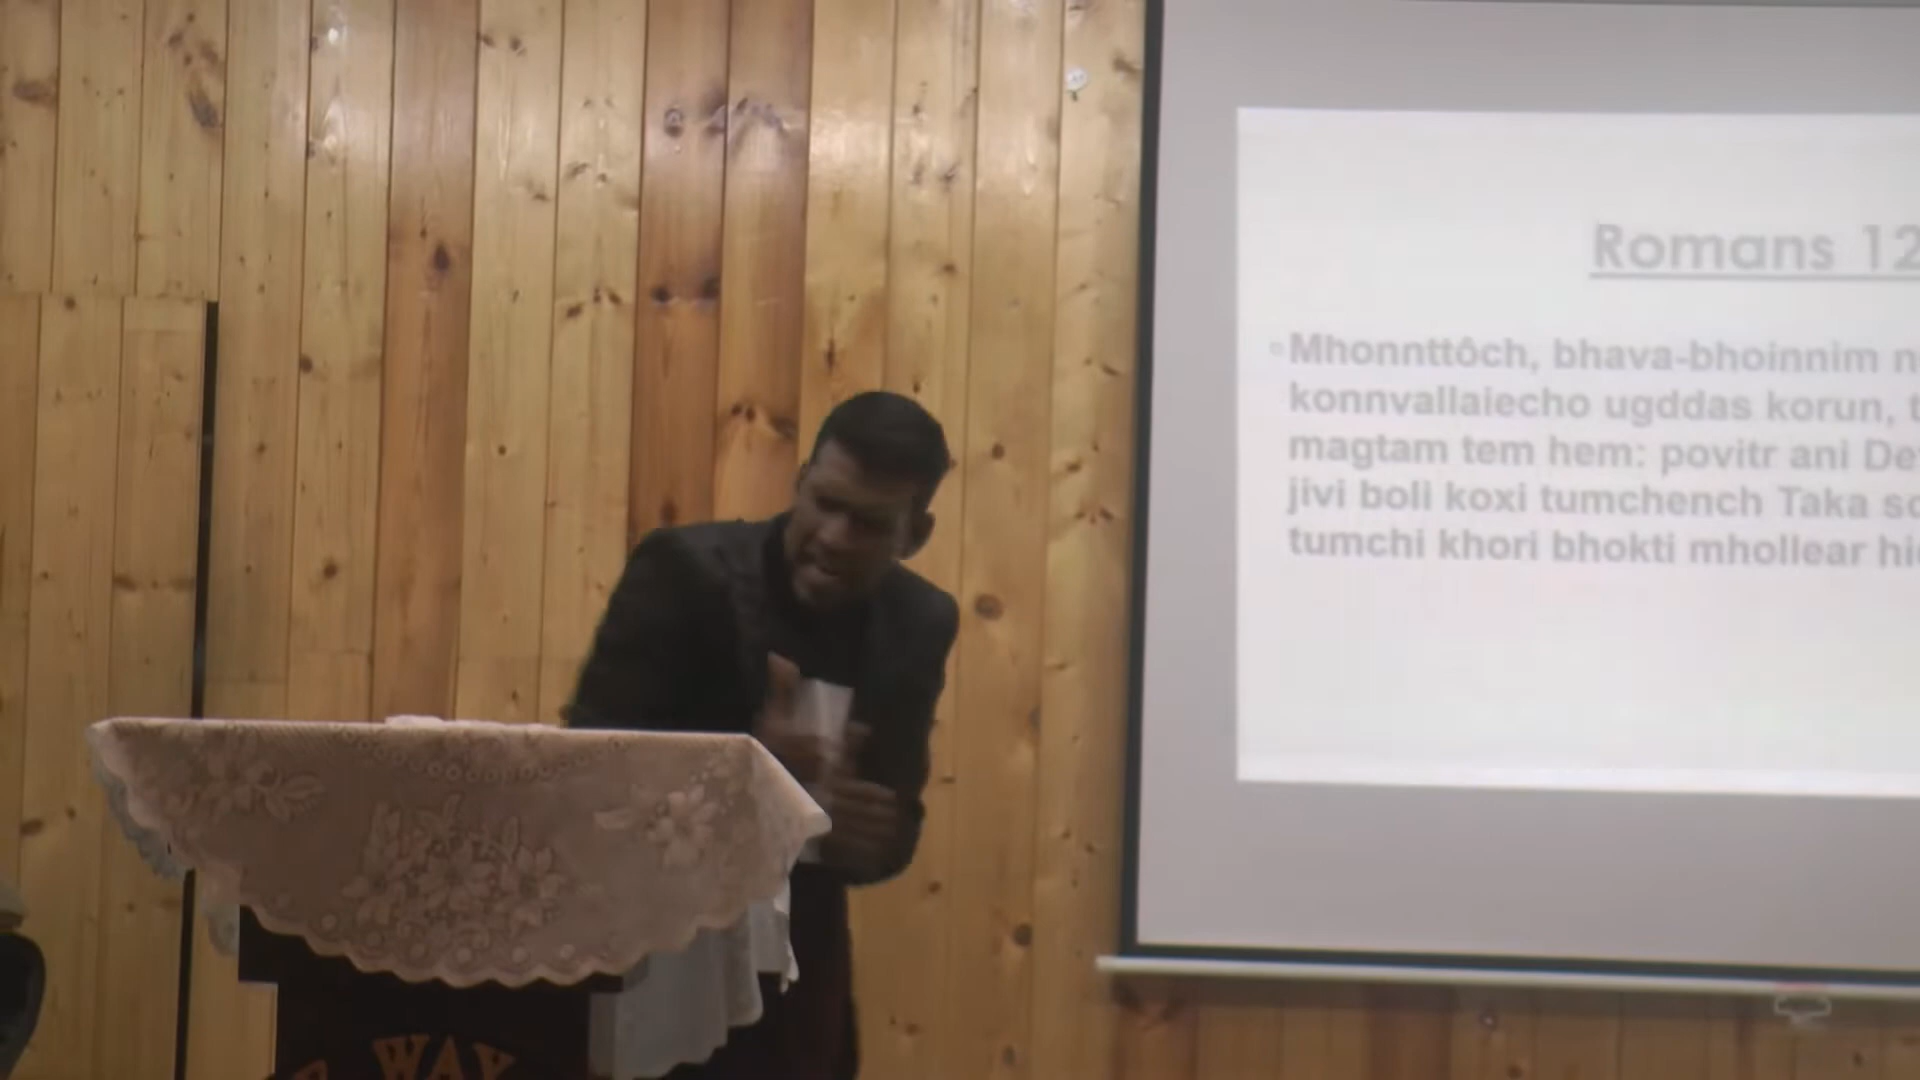 Romans 12
Mhonnttôch, bhava-bhoinnim
konnvallaiecho ugddas korun,
magtam tem hem: povitr ani
jivi boli koxi tumchench Taka
tumchi khori bhokti mhollear
WAY